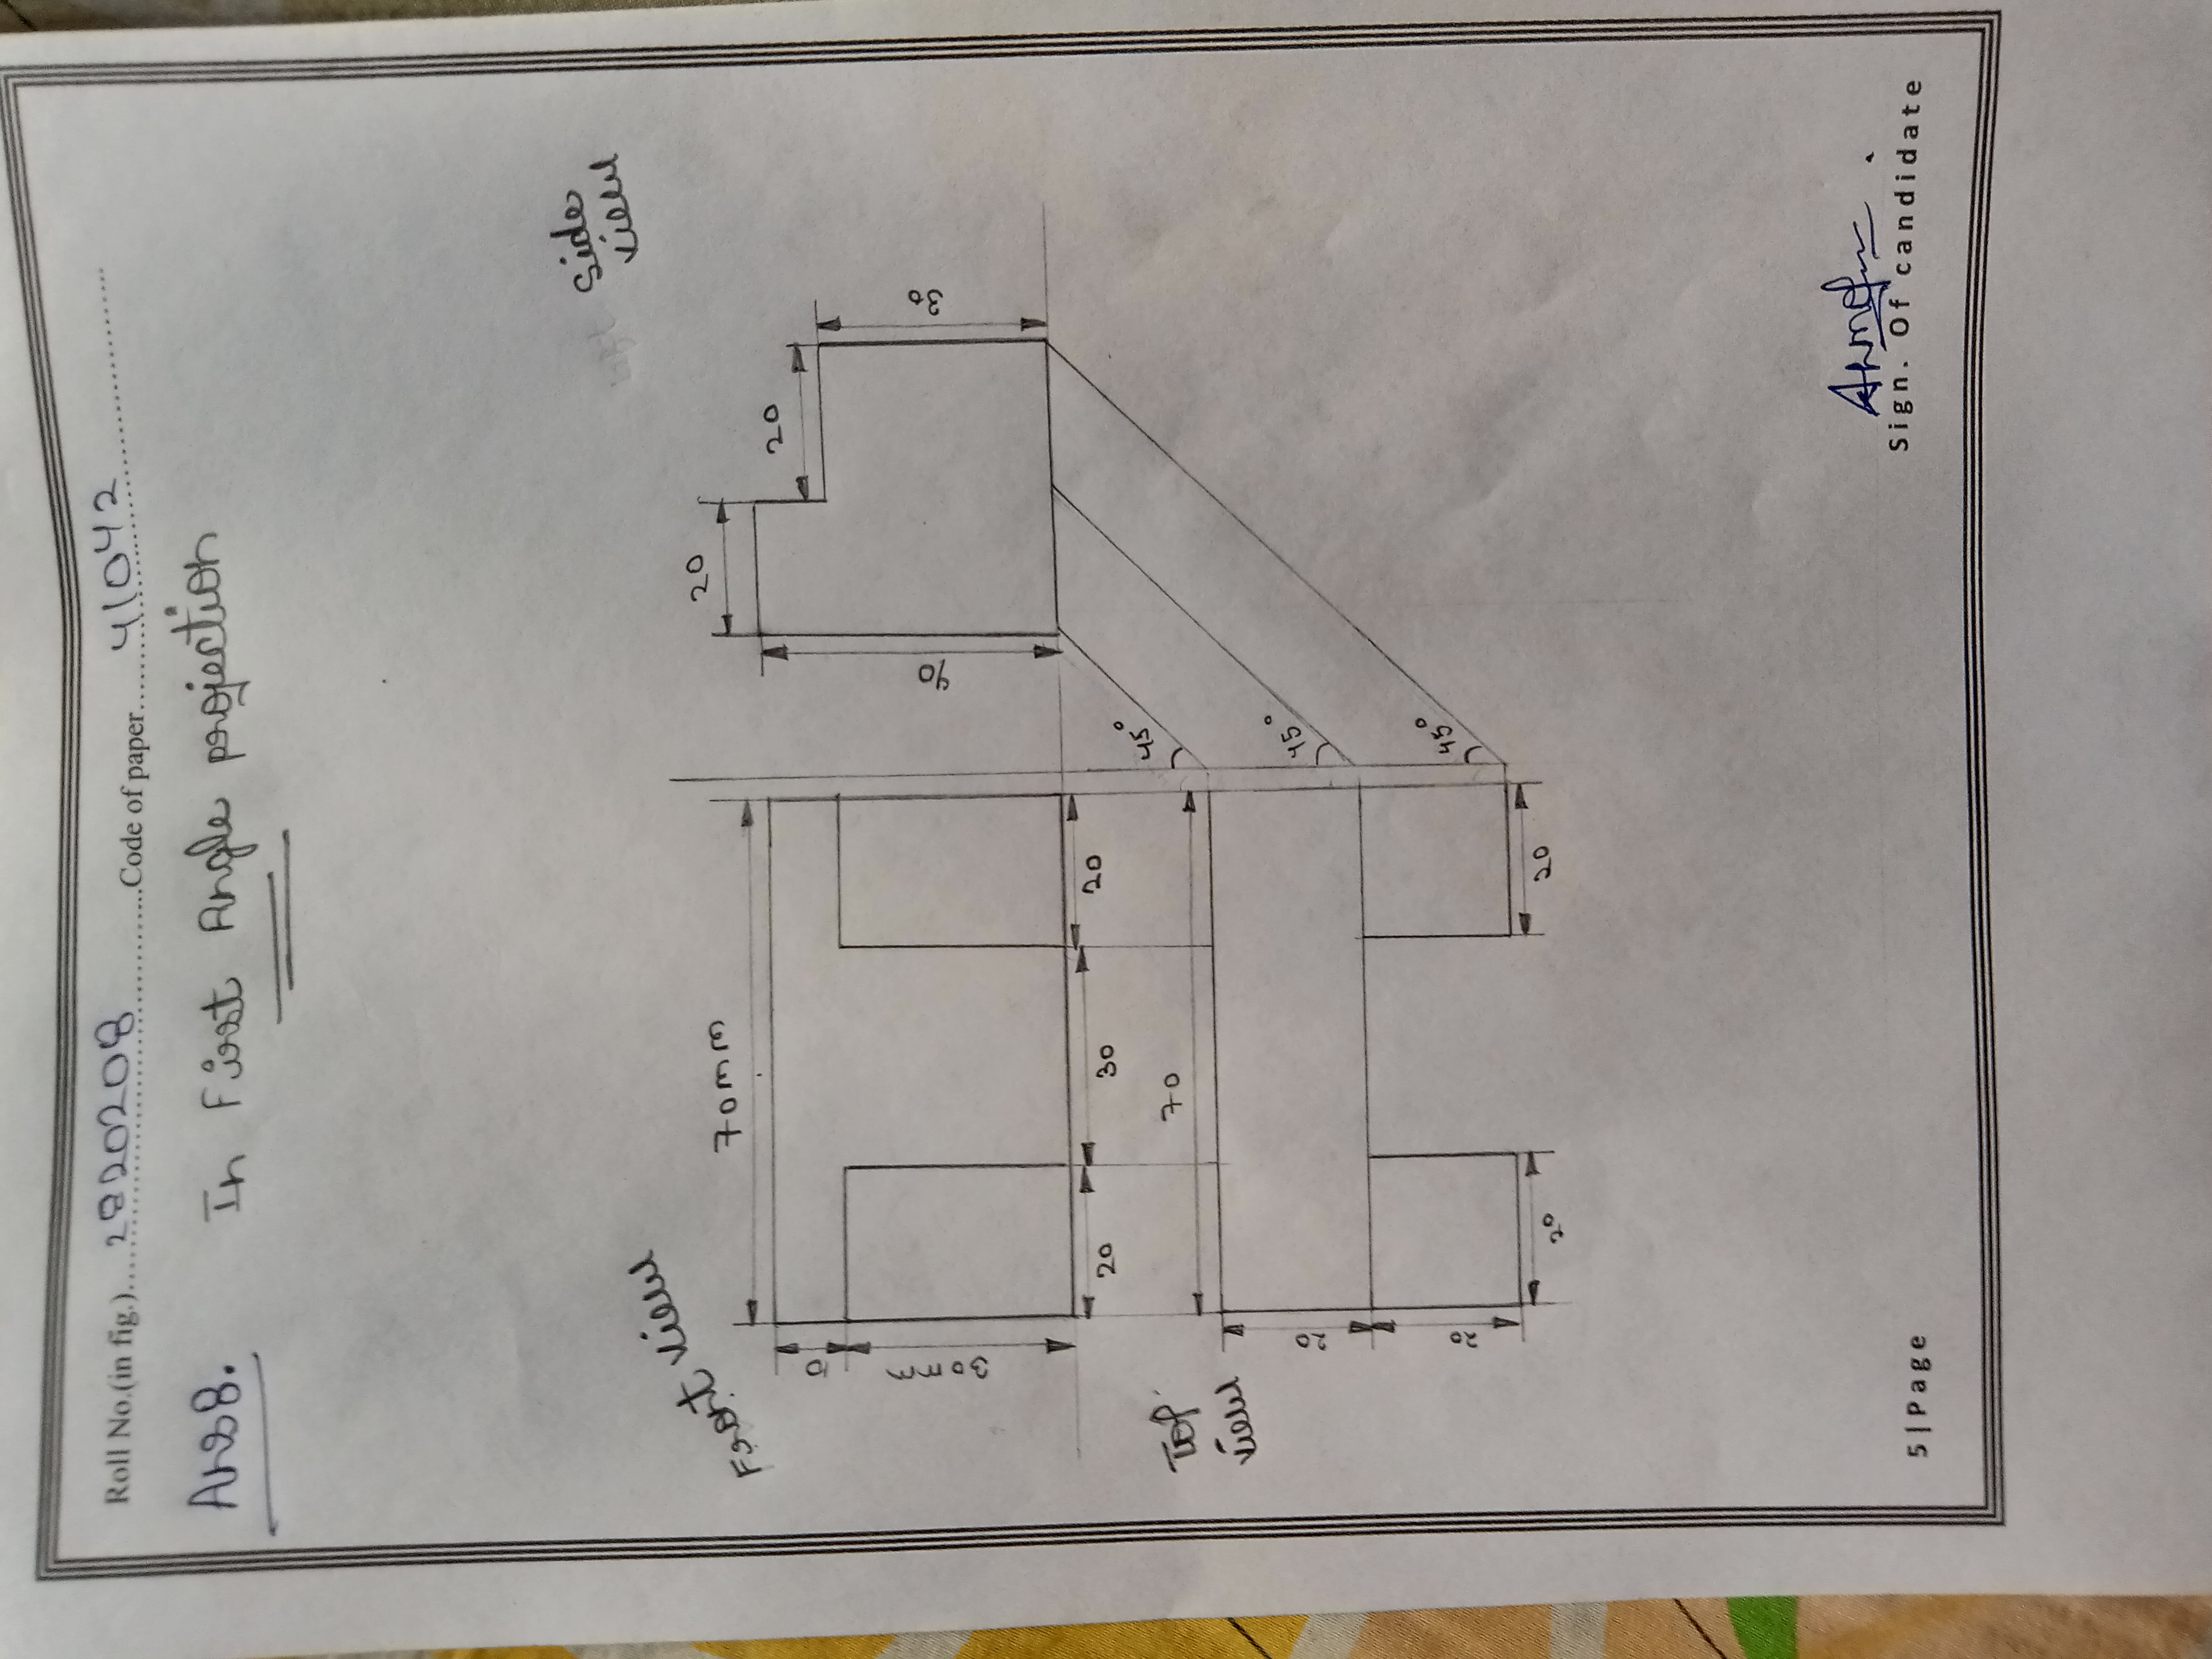 Roll No.(in fig.)....2820208..........Code of paper.....41042..................
Ans8. In First Angle projection
Side
view
Front view
70mm
20
20
30
40
10
30mm
20
30
20
45°
45°
45°
Top
view
70
20
20
20
20
Sign. Of candidate
5|Page